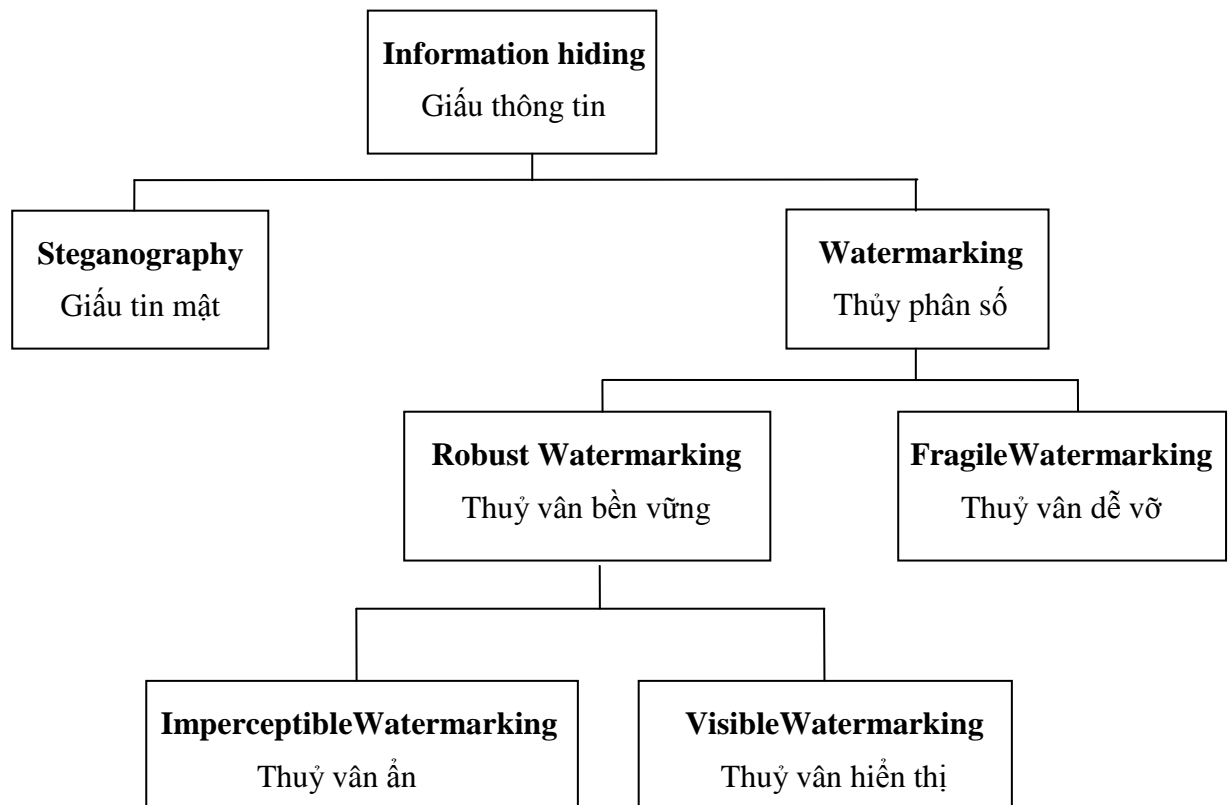 Information hiding
Giấu thông tin
Steganography
Giấu tin mật
Watermarking
Thủy phân số
Robust Watermarking
Thuỷ vân bền vững
FragileWatermarking
Thuỷ vân dễ vỡ
ImperceptibleWatermarking
Thuỷ vân ẩn
VisibleWatermarking
Thuỷ vân hiển thị